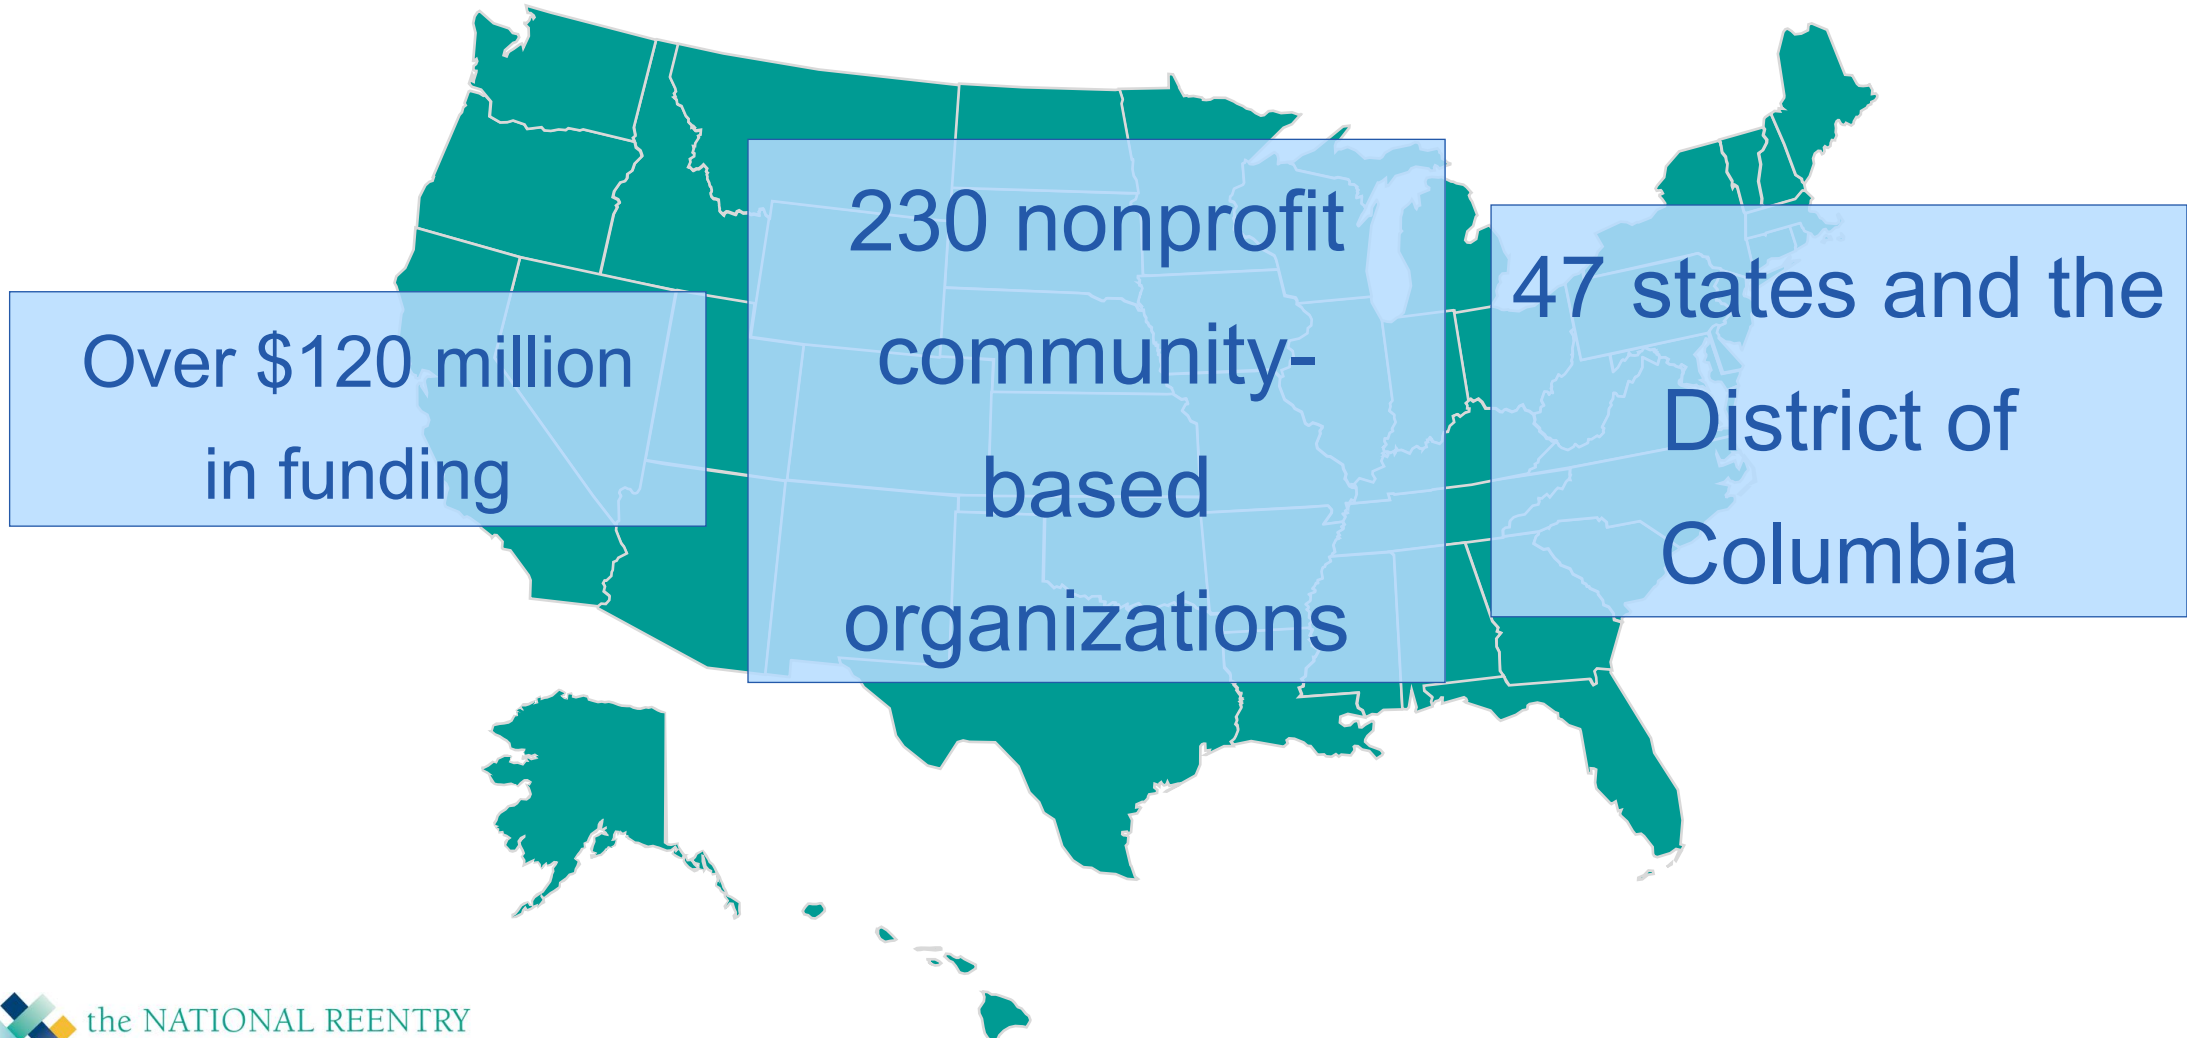 Over $120 million
in funding
230 nonprofit
community-
based
organizations
47 states and the
District of
Columbia
the NATIONAL REENTRY